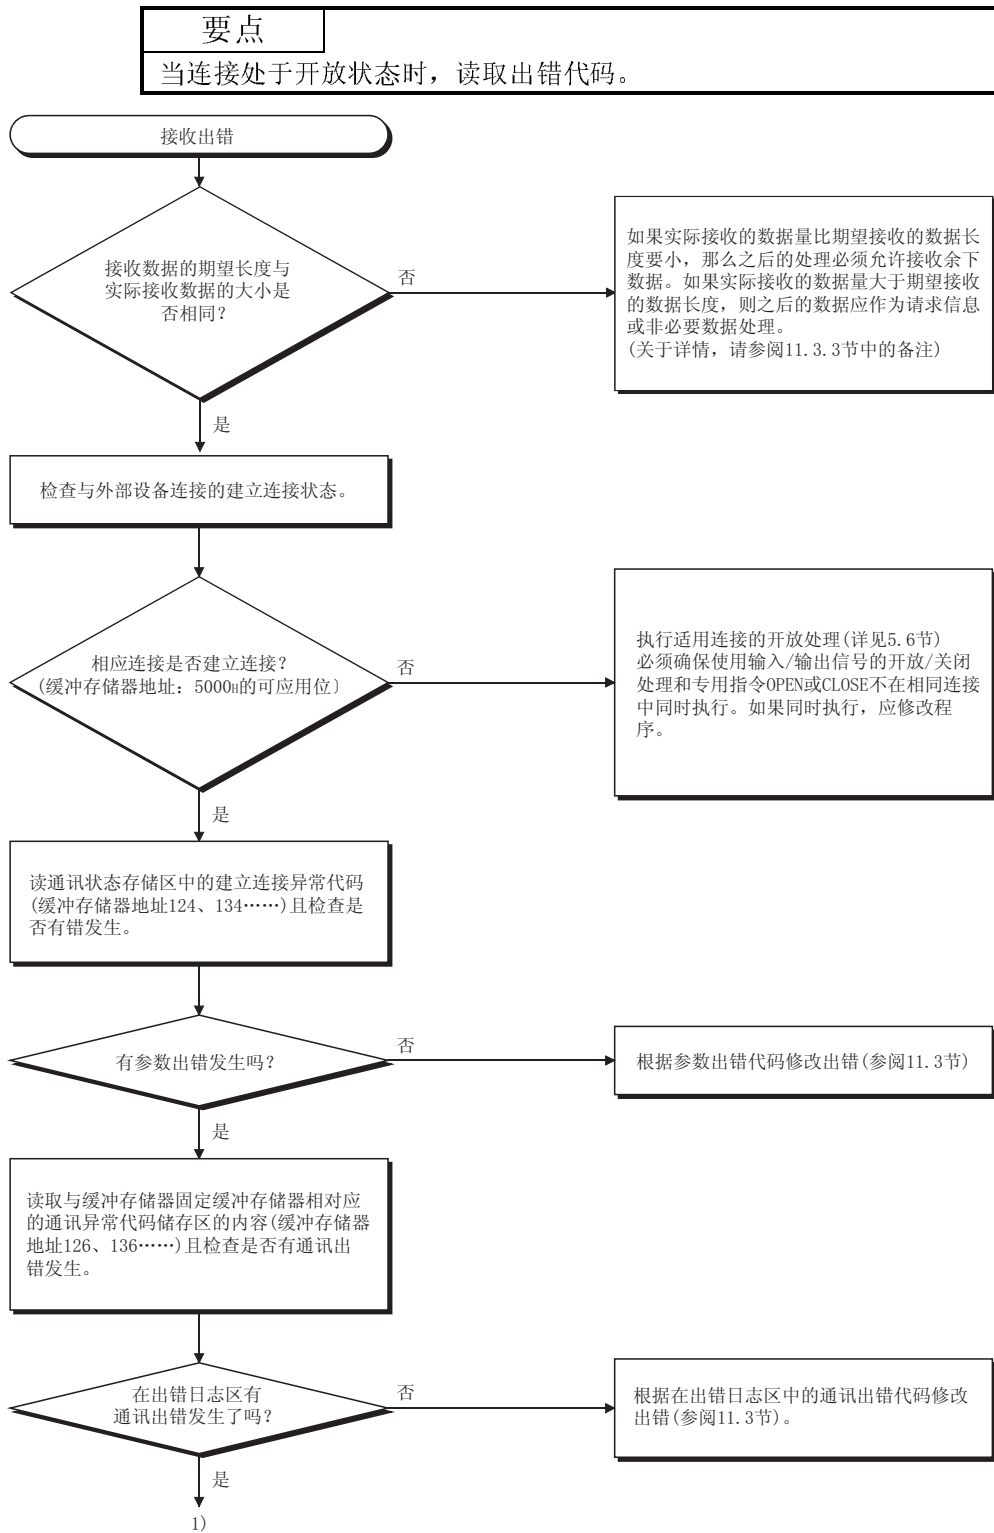 要点
当连接处于开放状态时，读取出错代码。
接收出错
接收数据的期望长度与
实际接收数据的大小是
否相同？
否
如果实际接收的数据量比期望接收的数据长
度要小，那么之后的处理必须允许接收余下
数据。如果实际接收的数据量大于期望接收
的数据长度，则之后的数据应作为请求信息
或非必要数据处理。
(关于详情，请参阅11.3.3节中的备注)
是
检查与外部设备连接的建立连接状态。
相应连接是否建立连接？
(缓冲存储器地址：5000H的可应用位〕
否
执行适用连接的开放处理(详见5.6节)
必须确保使用输入/输出信号的开放/关闭
处理和专用指令OPEN或CLOSE不在相同连接
中同时执行。如果同时执行，应修改程
序。
是
读通讯状态存储区中的建立连接异常代码
(缓冲存储器地址124、134……)且检查是
否有错发生。
有参数出错发生吗？
否
根据参数出错代码修改出错(参阅11.3节)
是
读取与缓冲存储器固定缓冲存储器相对应
的通讯异常代码储存区的内容(缓冲存储器
地址126、136……)且检查是否有通讯出
错发生。
在出错日志区有
通讯出错发生了吗？
否
根据在出错日志区中的通讯出错代码修改
出错(参阅11.3节)。
是
1)